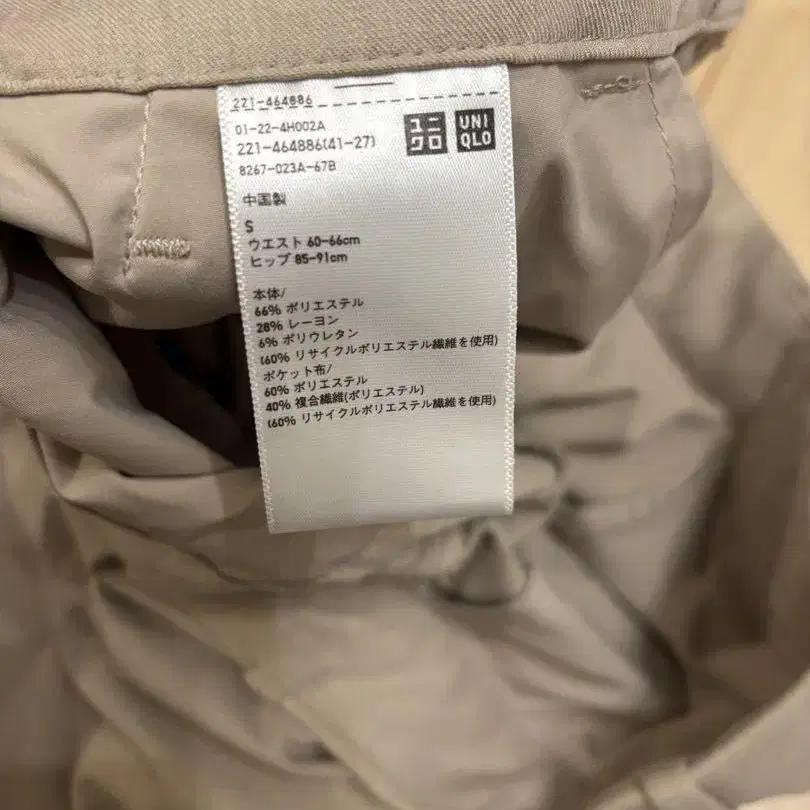 221-464886
01-22-4H002A
221-464886(41-27)
8267-023A-67B
ユニ
クロ
UNI
QLO
中国製
S
ウエスト 60-66cm
ヒップ 85-91cm
本体/
66% ポリエステル
28% レーヨン
6% ポリウレタン
(60% リサイクルポリエステル繊維を使用)
ポケット布/
60% ポリエステル
40% 複合繊維(ポリエステル)
(60% リサイクルポリエステル繊維を使用)